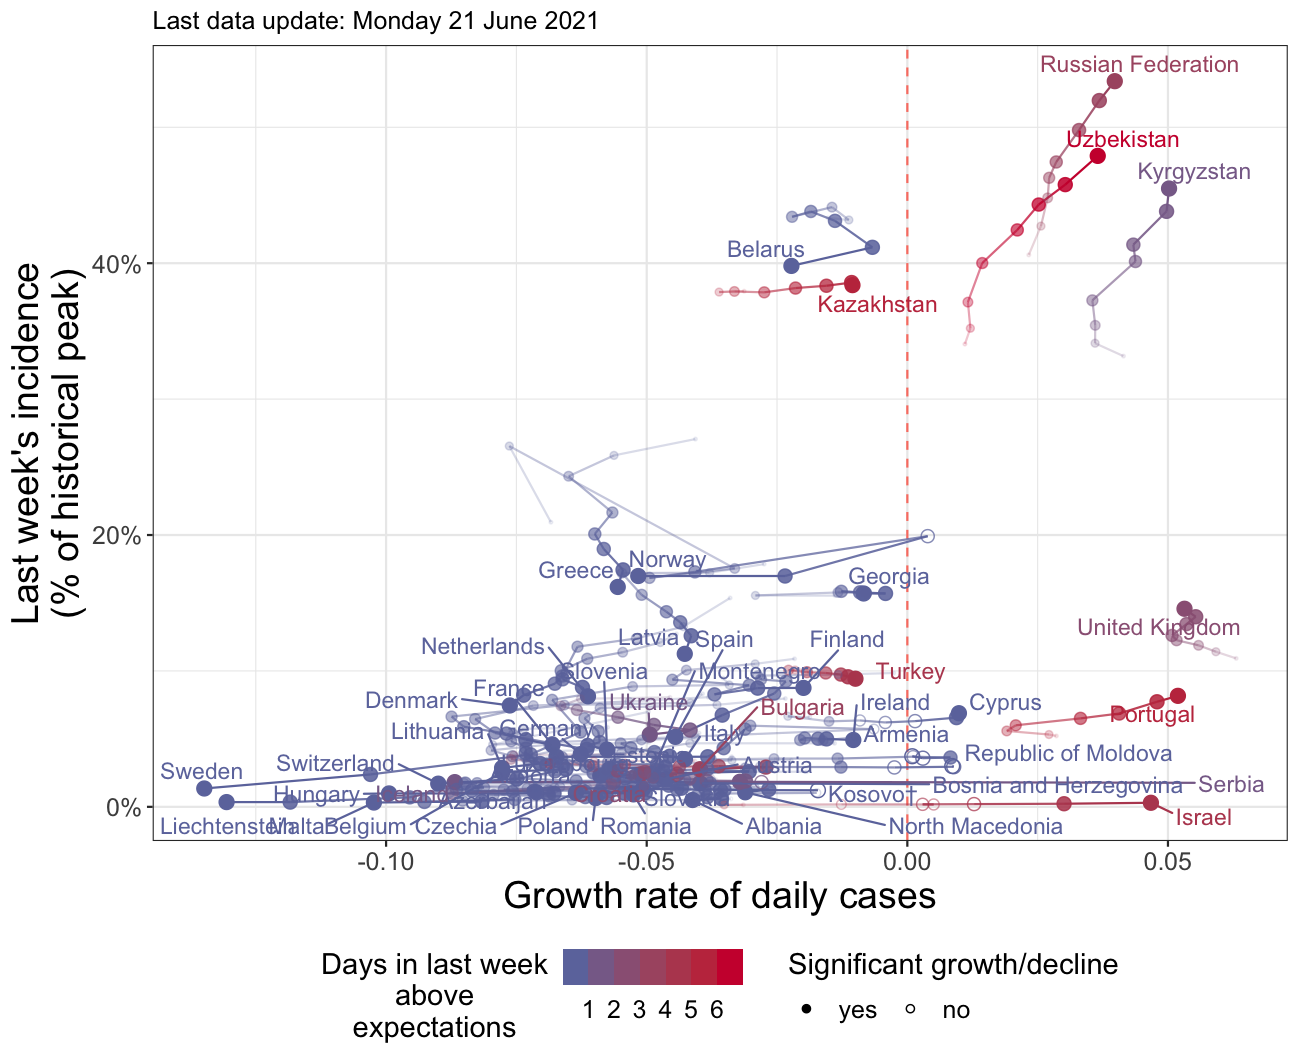 Last data update: Monday 21 June 2021
Last week's incidence
(% of historical peak)
40%
20%
0%
Russian Federation
Uzbekistan
Kyrgyzstan
Belarus
Kazakhstan
Greece
Norway
Georgia
United Kingdom
Netherlands
Latvia
Spain
Finland
Slovenia
Montenegro
Turkey
Denmark
France
Ukraine
Bulgaria
Ireland
Cyprus
Portugal
Lithuania
Germany
Italy
Armenia
Switzerland
Austria
Republic of Moldova
Sweden
Hungary
Azerbaijan
Croatia
Slovakia
Kosovo†
Bosnia and Herzegovina
Serbia
Israel
Liechtenstein
Malta
Belgium
Czechia
Poland
Romania
Albania
North Macedonia
-0.10
-0.05
0.00
0.05
Growth rate of daily cases
Days in last week
above
expectations
1 2 3 4 5 6
Significant growth/decline
yes
no